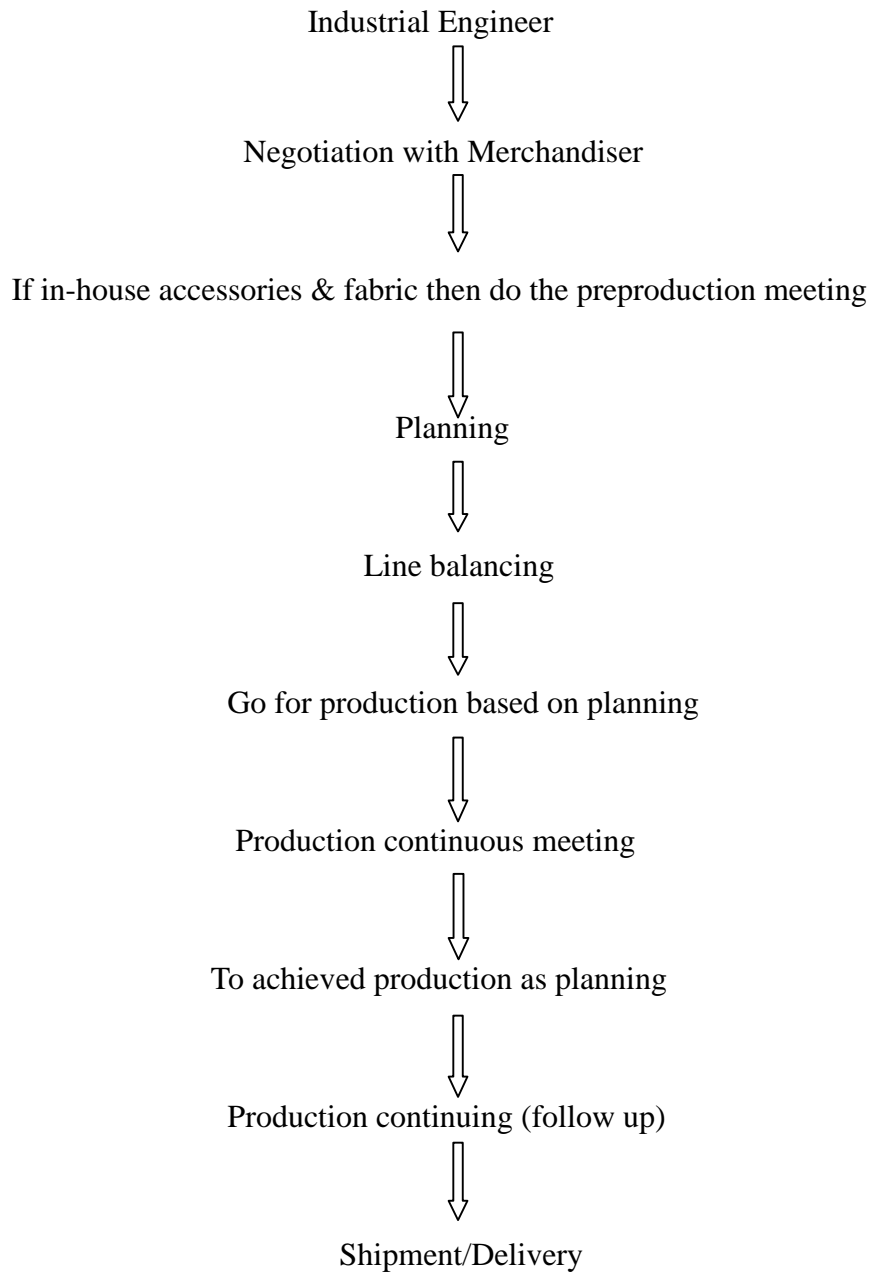 Industrial Engineer
Negotiation with Merchandiser
If in-house accessories & fabric then do the preproduction meeting
Planning
Line balancing
Go for production based on planning
Production continuous meeting
To achieved production as planning
Production continuing (follow up)
Shipment/Delivery